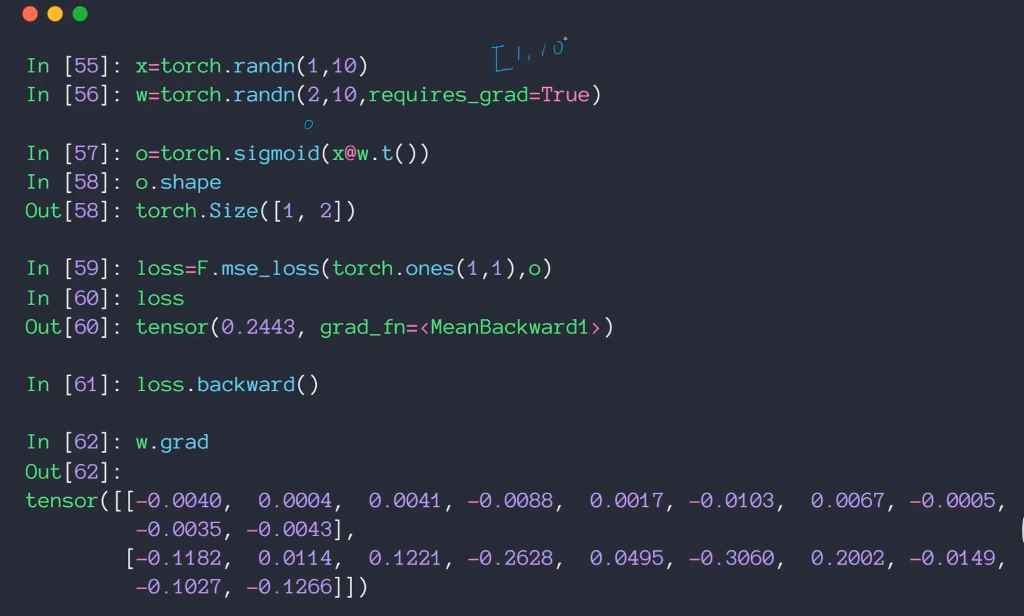 In [55]: x=torch.randn(1,10)
[1,10
In [56]: w=torch.randn(2,10,requires_grad=True)
0
In [57]: o=torch.sigmoid(x@w.t())
In [58]: o.shape
Out[58]: torch.Size([1, 2])
In [59]: loss=F.mse_loss(torch.ones(1,1),o)
In [60]: loss
Out[60]: tensor(0.2443, grad_fn=<MeanBackward1>)
In [61]: loss.backward()
In [62]: w.grad
Out[62]:
tensor([[-0.0040,  0.0004,  0.0041, -0.0088,  0.0017, -0.0103,  0.0067, -0.0005,
-0.0035, -0.0043],
[-0.1182,  0.0114,  0.1221, -0.2628,  0.0495, -0.3060,  0.2002, -0.0149,
-0.1027, -0.1266]])